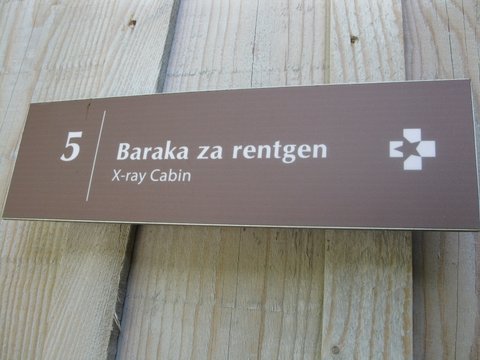 5
Baraka za rentgen
X-ray Cabin